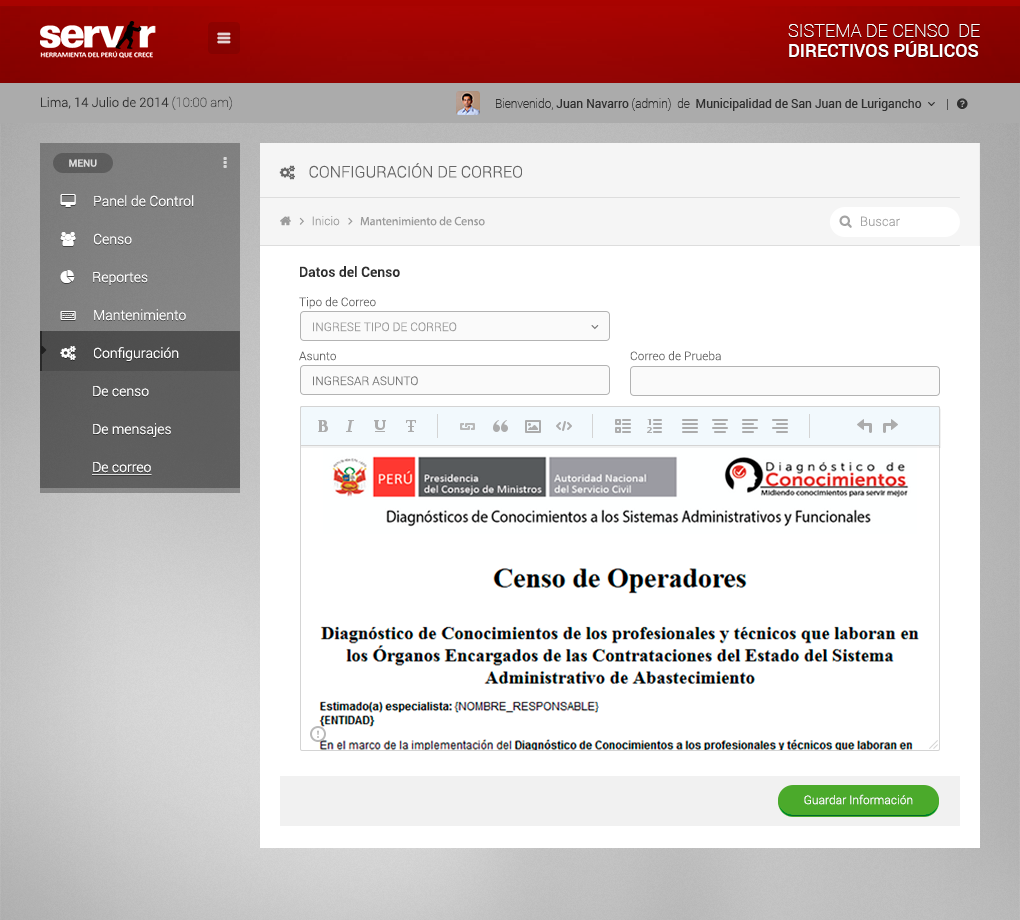 servir
HERRAMIENTA DEL PERÚ QUE CRECE
SISTEMA DE CENSO DE
DIRECTIVOS PÚBLICOS
Lima, 14 Julio de 2014 (10:00 am)
Bienvenido, Juan Navarro (admin) de Municipalidad de San Juan de Lurigancho |
MENU
Panel de Control
Censo
Reportes
Mantenimiento
Configuración
De censo
De mensajes
De correo
CONFIGURACIÓN DE CORREO
Inicio > Mantenimiento de Censo
Buscar
Datos del Censo
Tipo de Correo
INGRESE TIPO DE CORREO
Asunto
Correo de Prueba
INGRESAR ASUNTO
B I U T
PERÚ
Presidencia
del Consejo de Ministros
Autoridad Nacional
del Servicio Civil
Diagnóstico de
Conocimientos
Midiendo conocimientos para servir mejor
Diagnósticos de Conocimientos a los Sistemas Administrativos y Funcionales
Censo de Operadores
Diagnóstico de Conocimientos de los profesionales y técnicos que laboran en
los Órganos Encargados de las Contrataciones del Estado del Sistema
Administrativo de Abastecimiento
Estimado(a) especialista: {NOMBRE_RESPONSABLE}
{ENTIDAD}
En el marco de la implementación del Diagnóstico de Conocimientos a los profesionales y técnicos que laboran en
Guardar Información